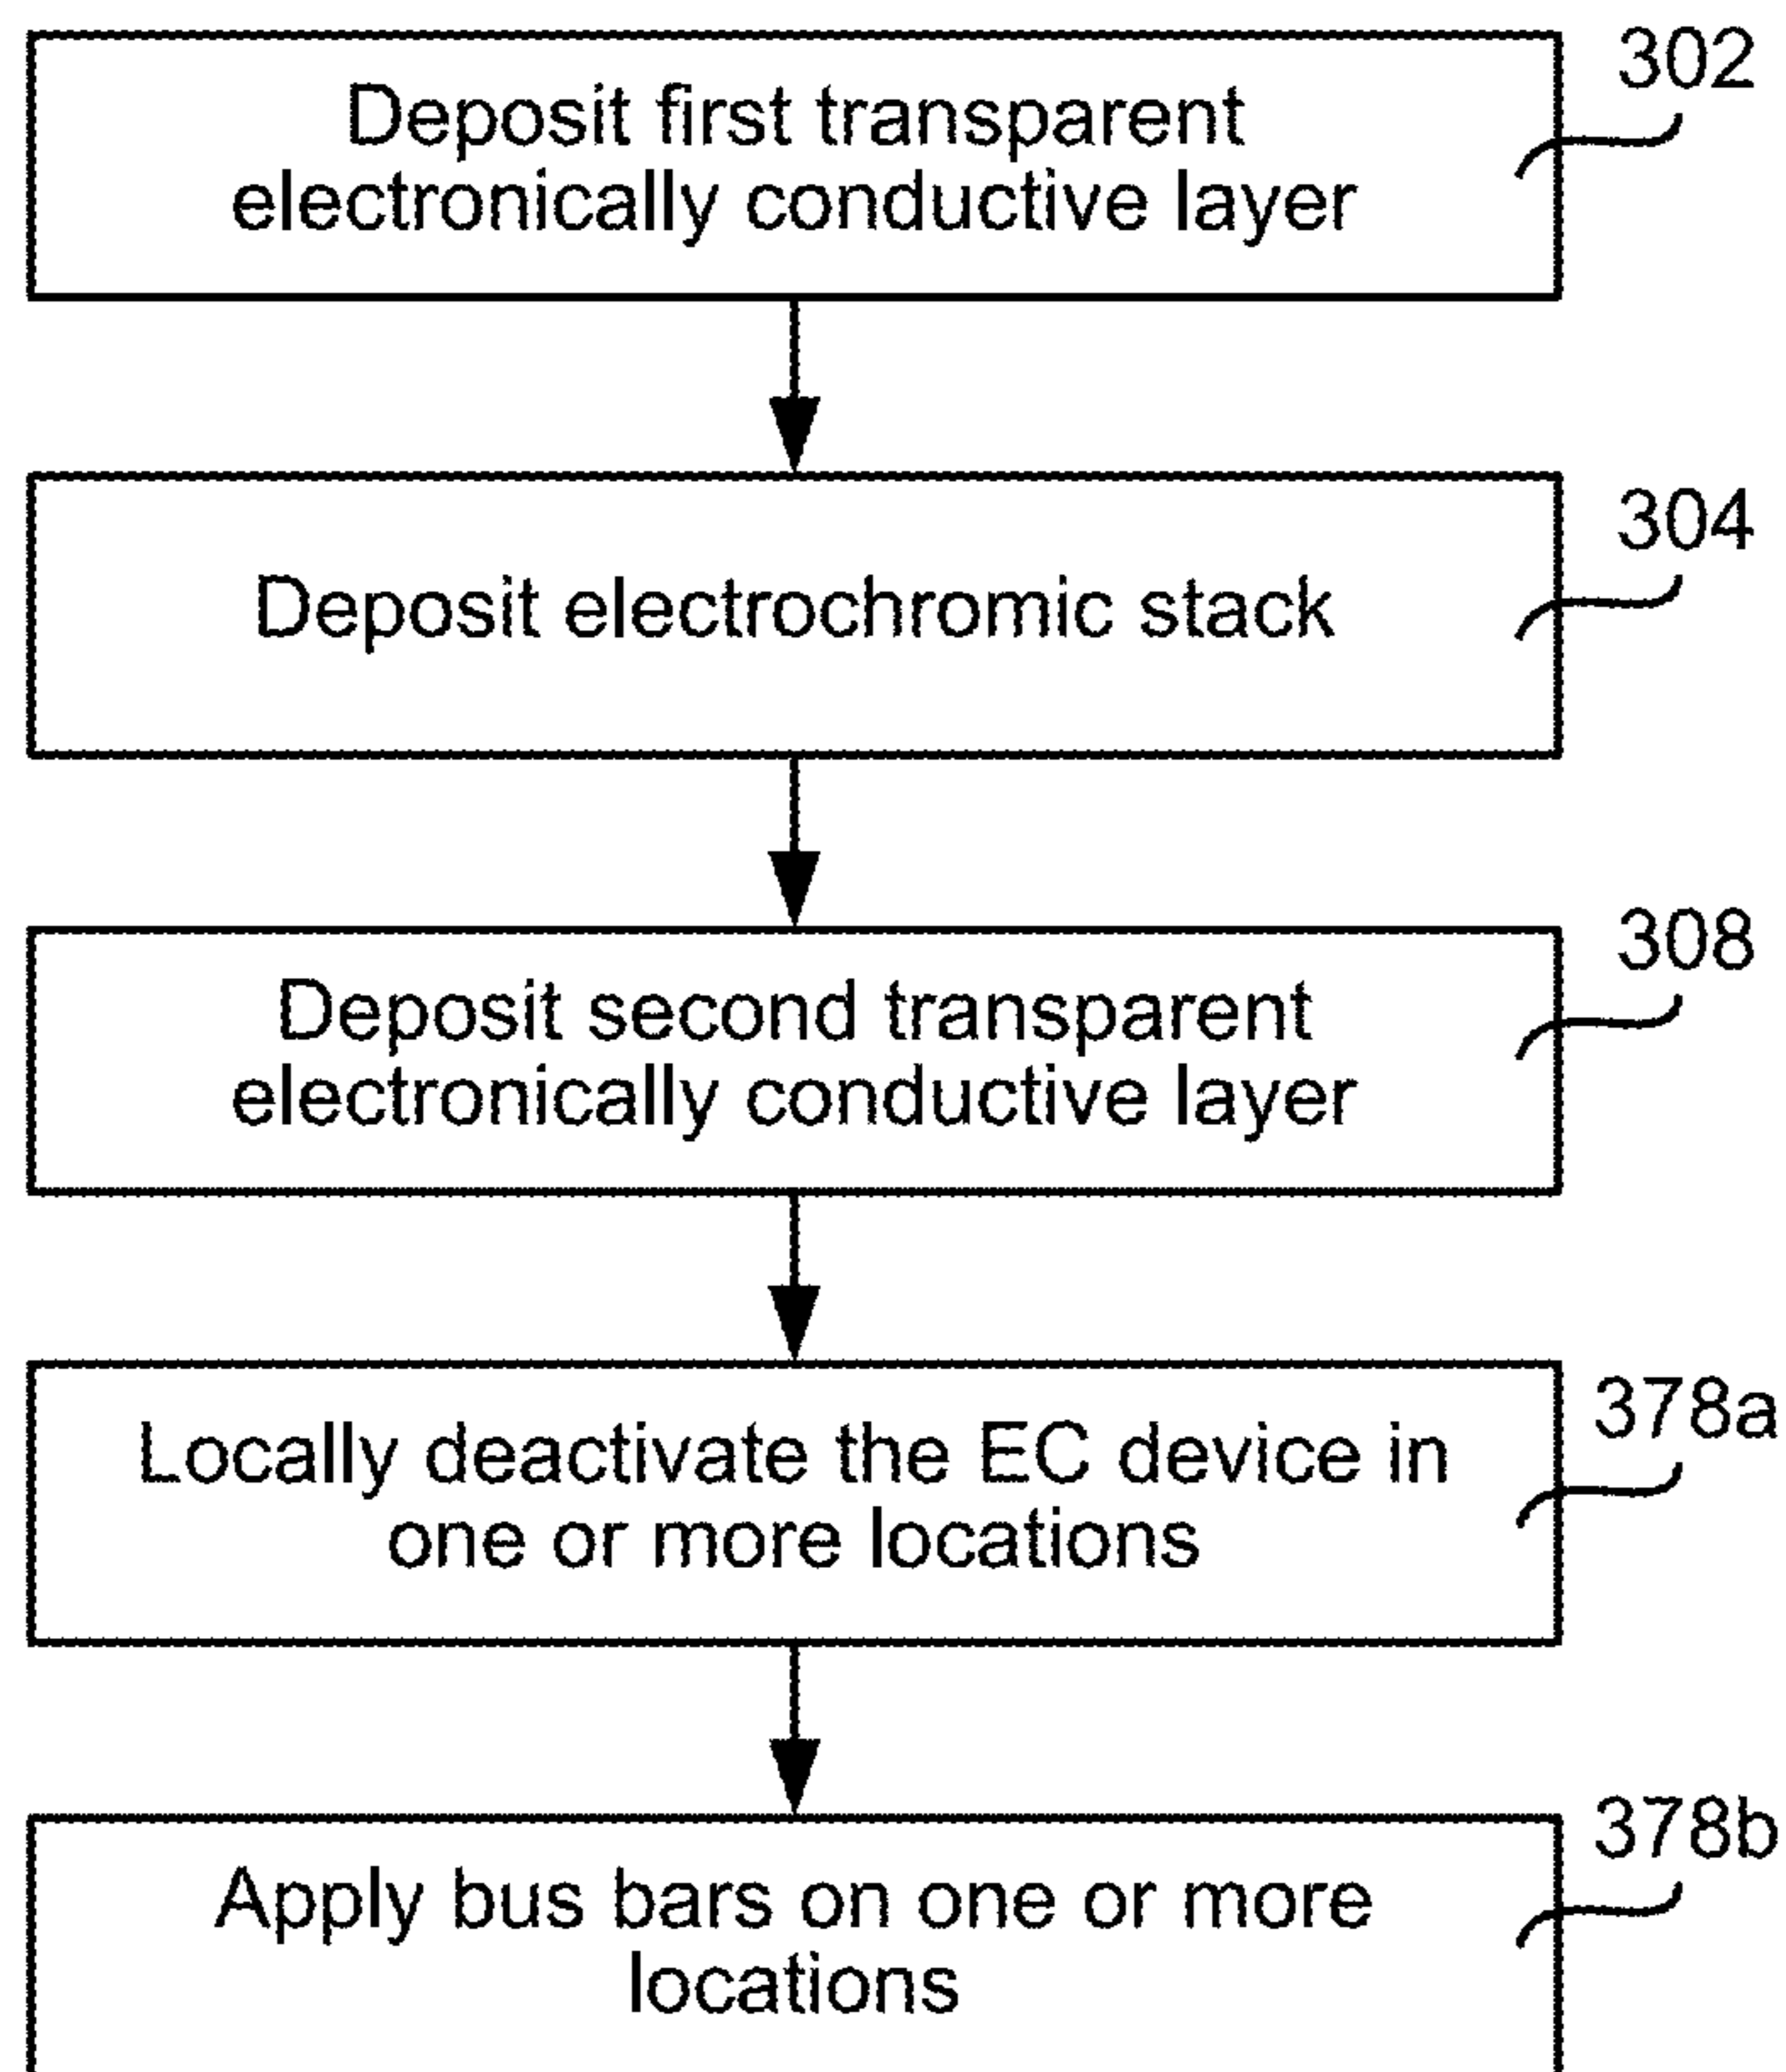 302
Deposit first transparent
electronically conductive layer
304
Deposit electrochromic stack
308
Deposit second transparent
electronically conductive layer
378a
Locally deactivate the EC device in
one or more locations
378b
Apply bus bars on one or more
locations